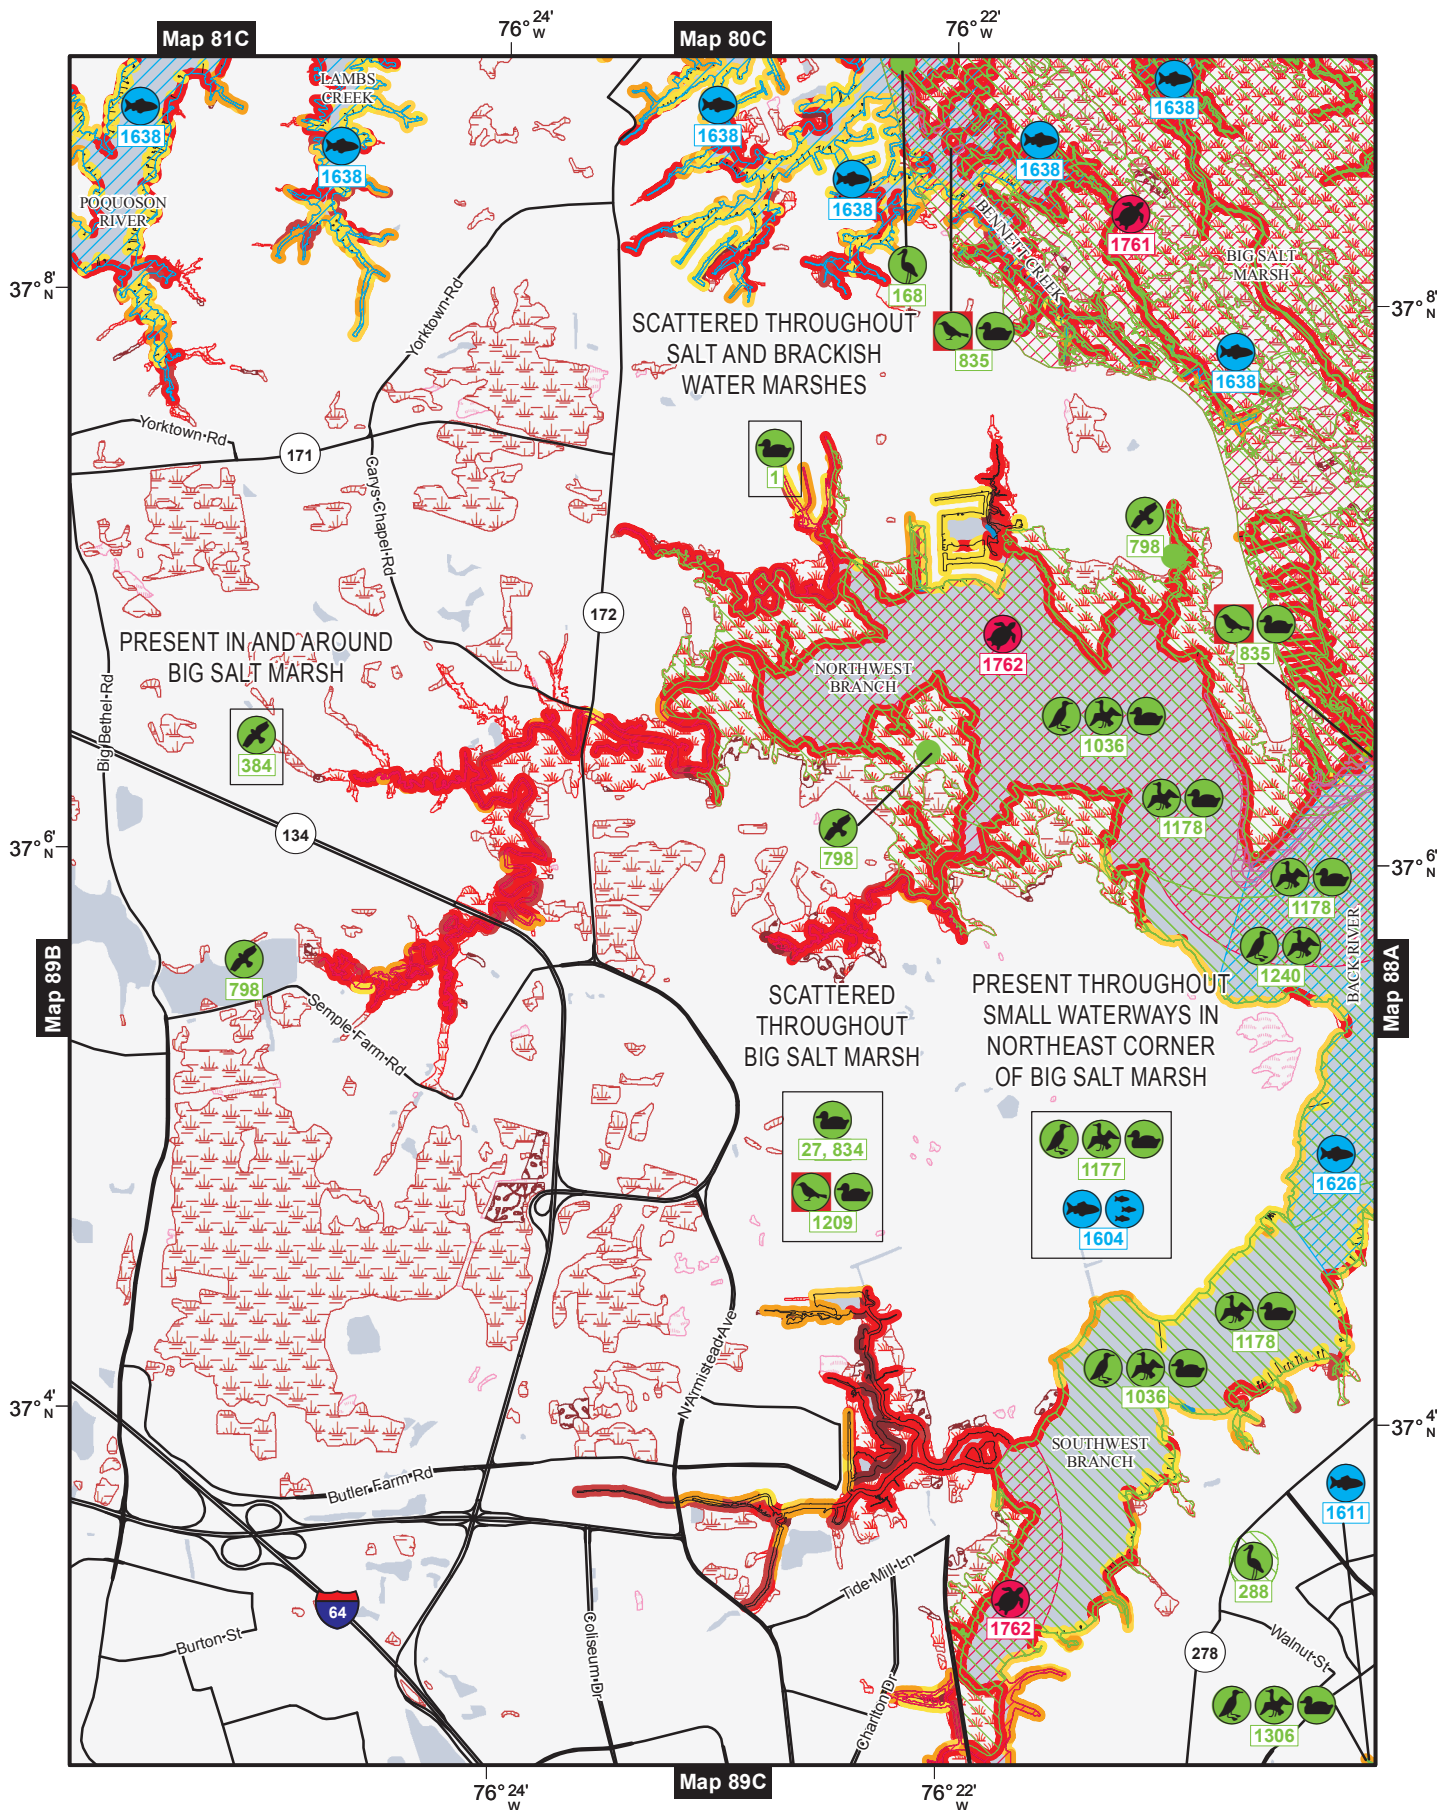 76° 24' W
76° 22' W
Map 81C
Map 80C
LAMBS
CREEK
1638
1638
1638
1638
1638
1638
POQUOSON
RIVER
BENNETT CREEK
1761
BIG SALT
MARSH
37° 8' N
37° 8' N
168
835
1638
Yorktown Rd
SCATTERED THROUGHOUT
SALT AND BRACKISH
WATER MARSHES
1
Yorktown Rd
171
Carys Chapel Rd
798
172
PRESENT IN AND AROUND
BIG SALT MARSH
384
Big Bethel Rd
835
1762
NORTHWEST
BRANCH
1036
1178
134
798
37° 6' N
37° 6' N
1178
1240
BACK RIVER
Map 89B
Map 88A
798
Semple Farm Rd
SCATTERED
THROUGHOUT
BIG SALT MARSH
27, 834
1209
PRESENT THROUGHOUT
SMALL WATERWAYS IN
NORTHEAST CORNER
OF BIG SALT MARSH
1177
1604
1626
1178
1036
N Armistead Ave
37° 4' N
37° 4' N
SOUTHWEST
BRANCH
Butler Farm Rd
1611
288
Tide Mill Ln
64
1762
Burton St
Coliseum Dr
Charlton Dr
278
Walnut St
1306
Map 89C
76° 24' W
76° 22' W